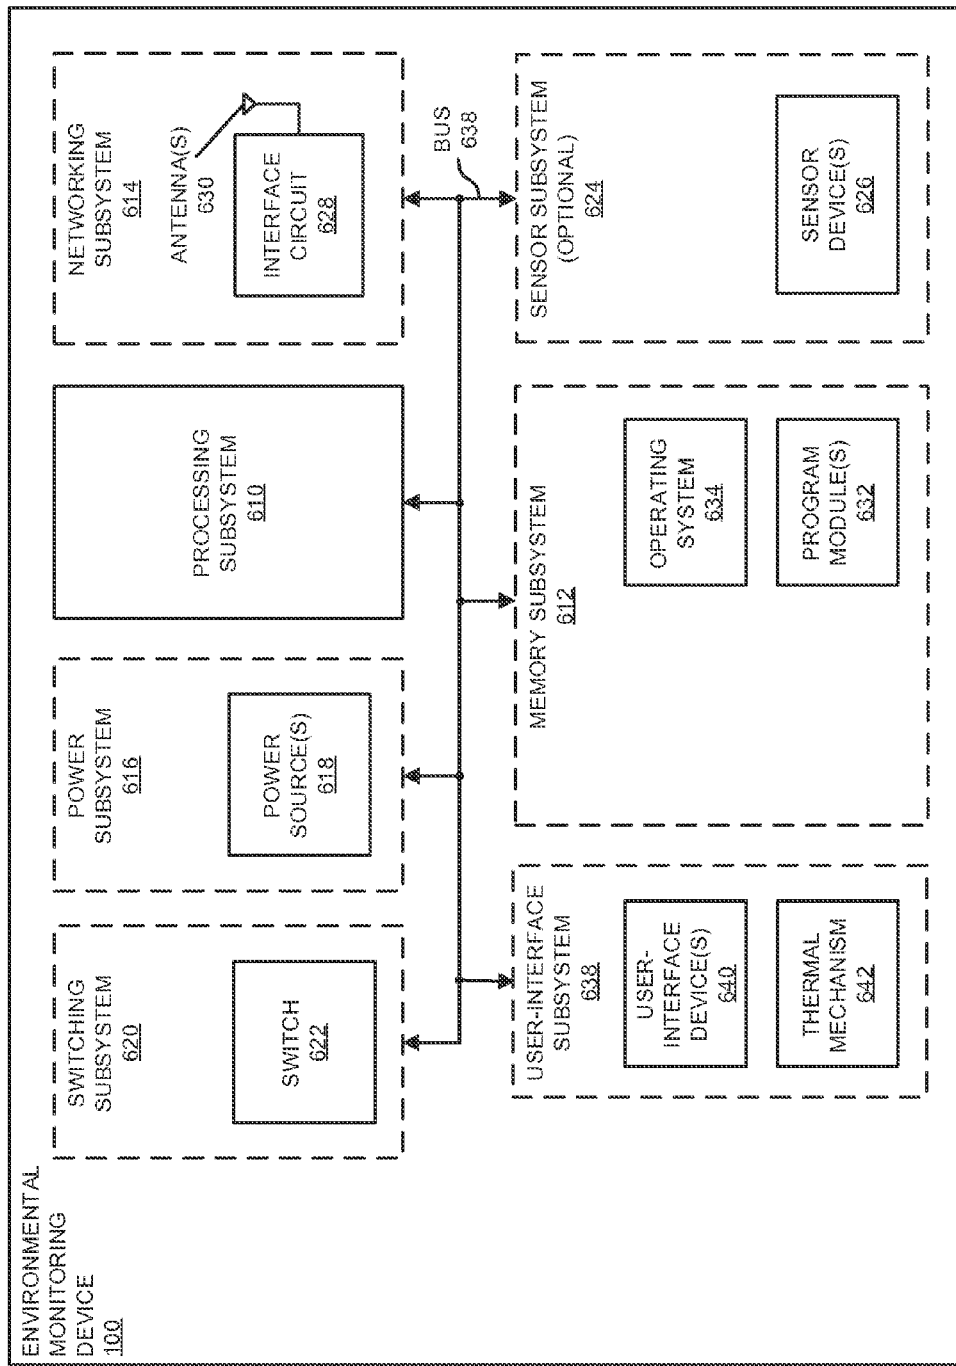 ENVIRONMENTAL
MONITORING
DEVICE
100
SWITCHING
SUBSYSTEM
620
SWITCH
622
POWER
SUBSYSTEM
616
POWER
SOURCE(S)
618
PROCESSING
SUBSYSTEM
610
NETWORKING
SUBSYSTEM
614
ANTENNA(S)
630
INTERFACE
CIRCUIT
628
BUS
638
USER-INTERFACE
SUBSYSTEM
638
USER-
INTERFACE
DEVICE(S)
640
THERMAL
MECHANISM
642
MEMORY SUBSYSTEM
612
OPERATING
SYSTEM
634
PROGRAM
MODULE(S)
632
SENSOR SUBSYSTEM
(OPTIONAL)
624
SENSOR
DEVICE(S)
626